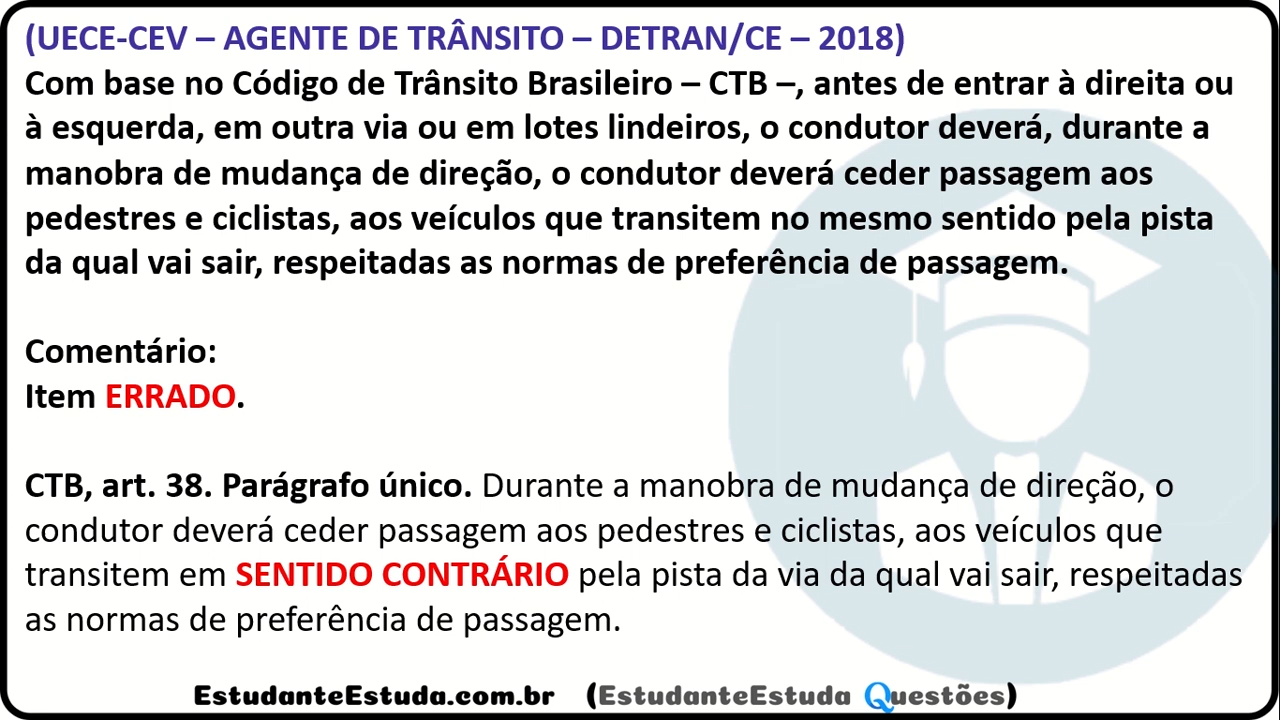 (UECE-CEV – AGENTE DE TRÂNSITO – DETRAN/CE – 2018)
Com base no Código de Trânsito Brasileiro – CTB –, antes de entrar à direita ou
à esquerda, em outra via ou em lotes lindeiros, o condutor deverá, durante a
manobra de mudança de direção, o condutor deverá ceder passagem aos
pedestres e ciclistas, aos veículos que transitem no mesmo sentido pela pista
da qual vai sair, respeitadas as normas de preferência de passagem.
Comentário:
Item ERRADO.
CTB, art. 38. Parágrafo único. Durante a manobra de mudança de direção, o
condutor deverá ceder passagem aos pedestres e ciclistas, aos veículos que
transitem em SENTIDO CONTRÁRIO pela pista da via da qual vai sair, respeitadas
as normas de preferência de passagem.
EstudanteEstuda.com.br (EstudanteEstuda Questões)